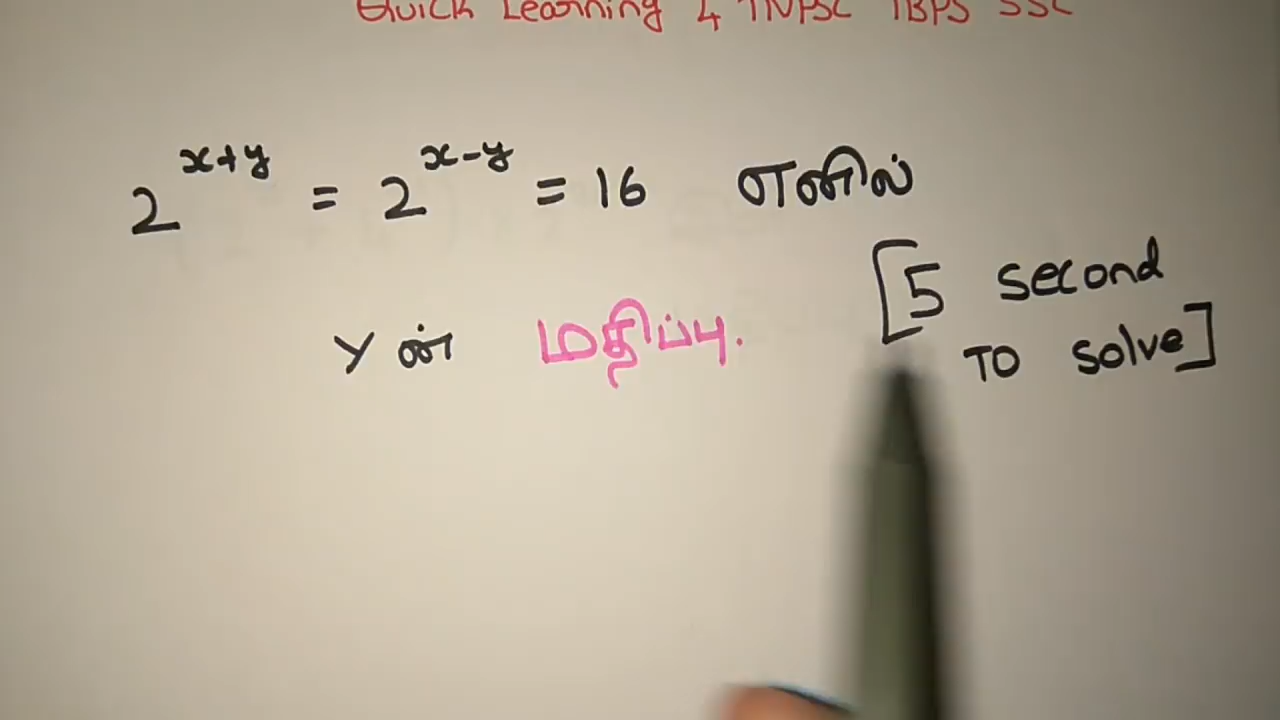 Quick Learning 4 TNPSC IBPS SSC
2^{x+y} = 2^{x-y} = 16 எனில்
[5 second
y ன் மதிப்பு.
TO solve]